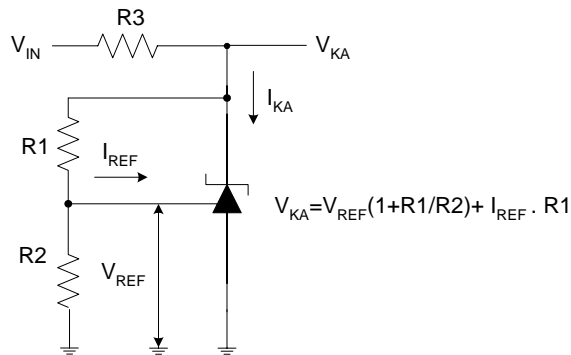 R3
V_IN
V_KA
I_KA
R1
I_REF
V_KA=V_REF(1+R1/R2)+ I_REF . R1
R2
V_REF